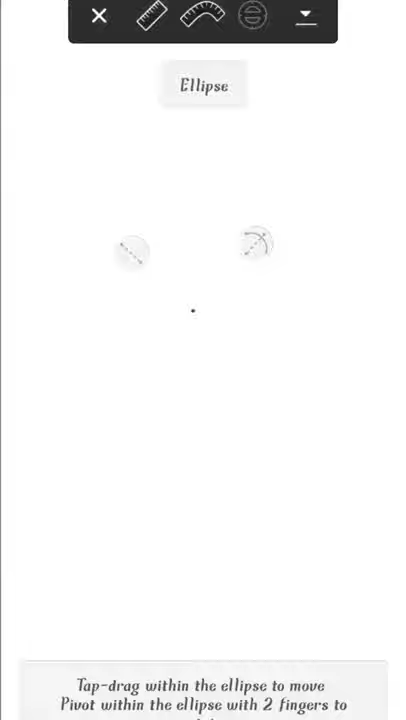 Ellipse
Tap-drag within the ellipse to move
Pivot within the ellipse with 2 fingers to